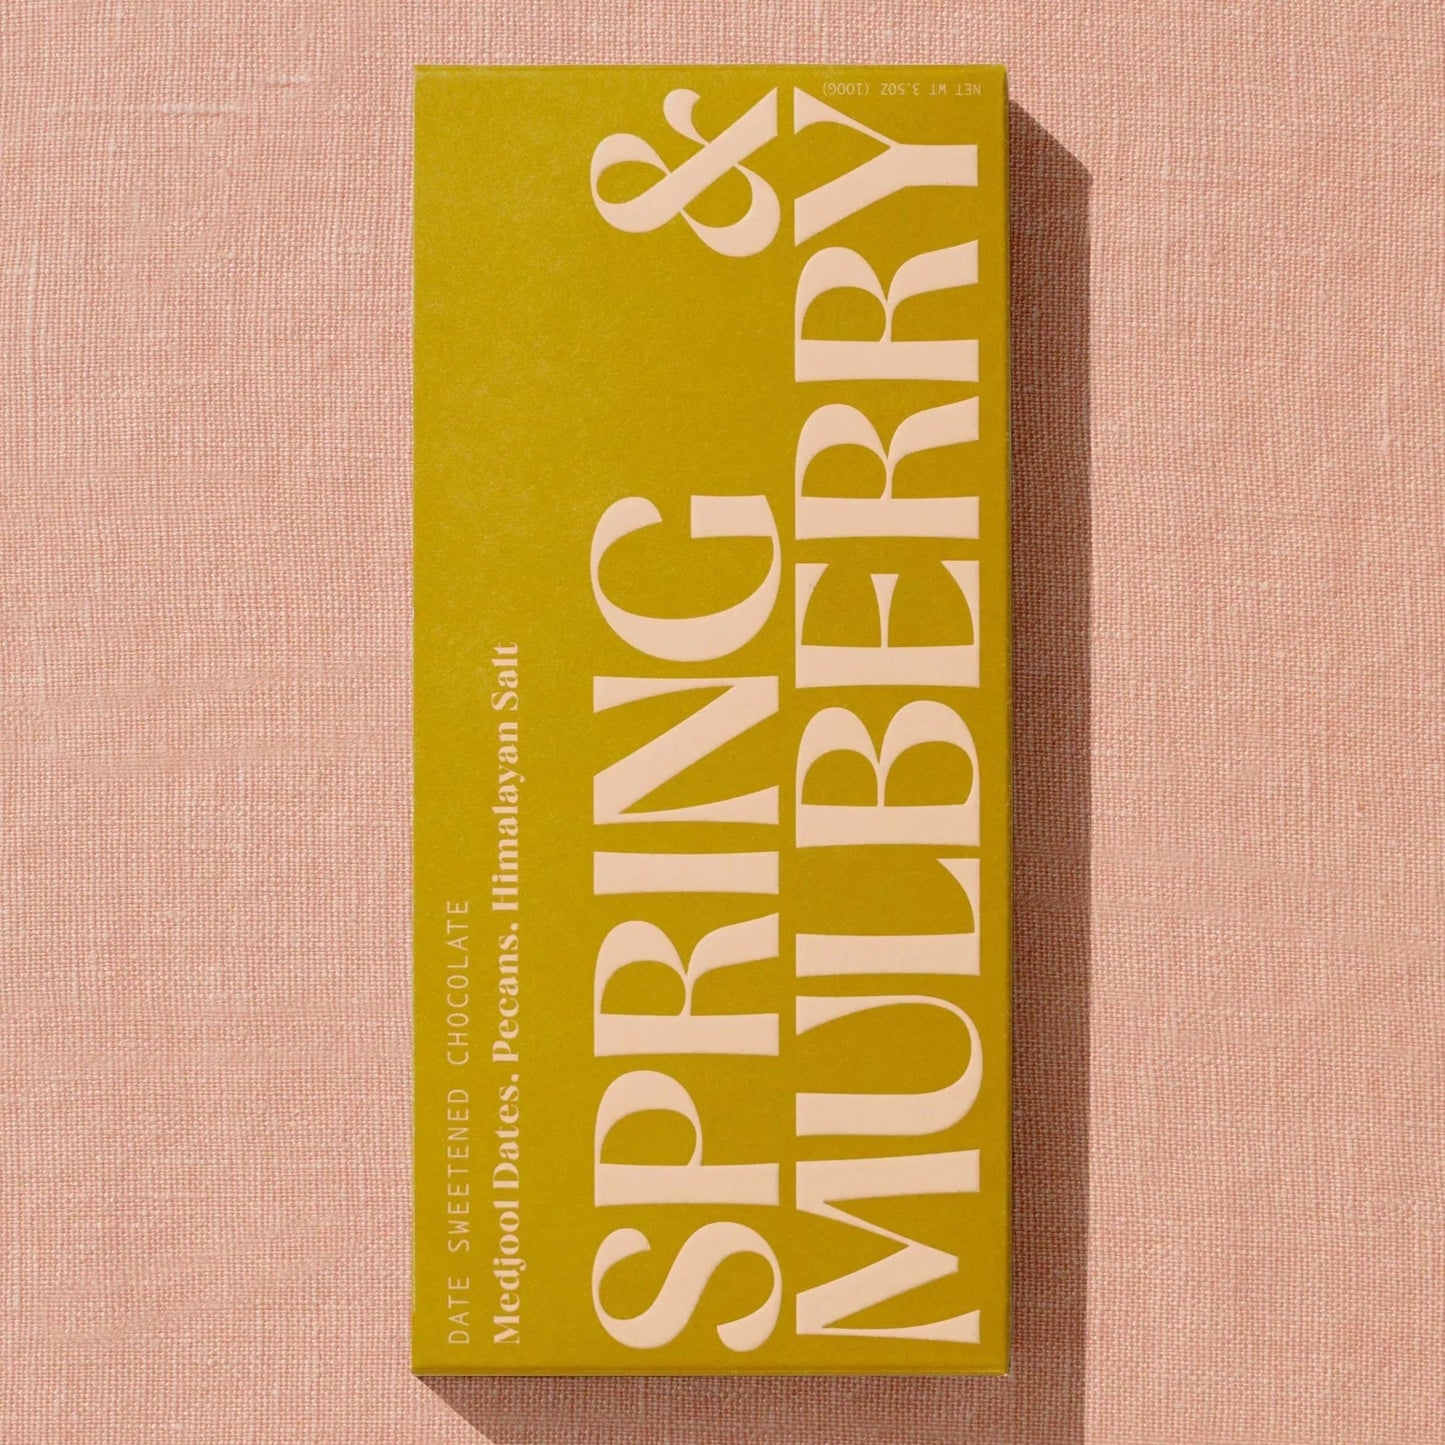 DATE SWEETENED CHOCOLATE
Medjool Dates, Pecans, Himalayan Salt
SPRING &
MULBERRY
NET WT 3.5OZ (100G)